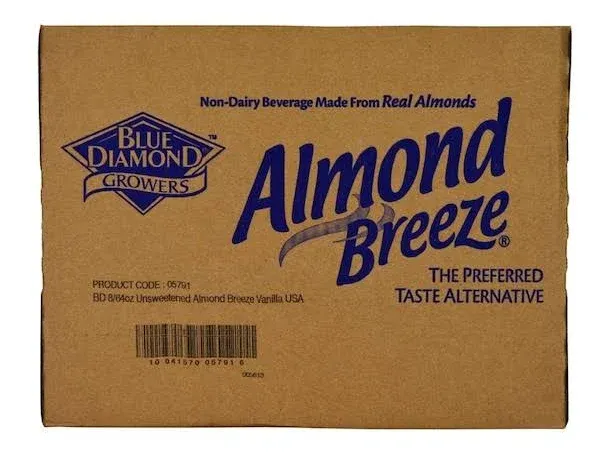 Non-Dairy Beverage Made From Real Almonds
BLUE
DIAMOND®
GROWERS
™
Almond
Breeze®
THE PREFERRED
TASTE ALTERNATIVE
PRODUCT CODE : 05791
BD 8/64oz Unsweetened Almond Breeze Vanilla USA
10 041570 05791 6